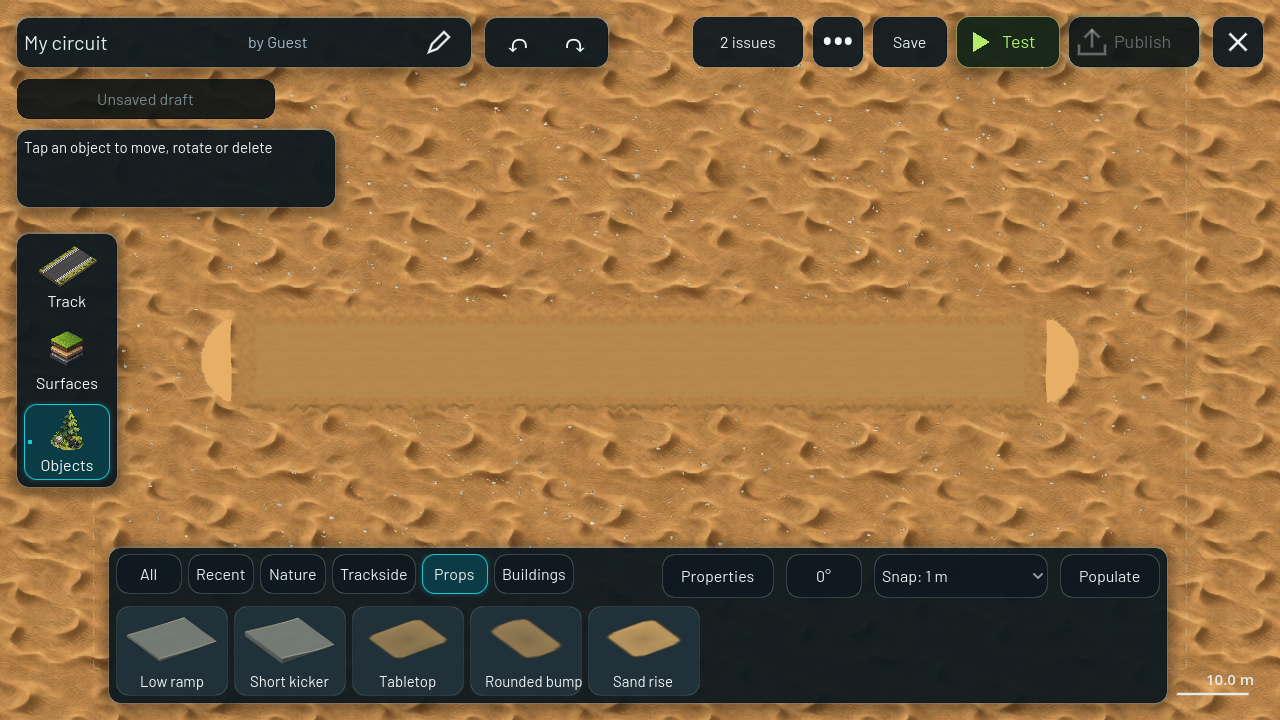 My circuit
by Guest
2 issues
Save
Test
Publish
Unsaved draft
Tap an object to move, rotate or delete
Track
Surfaces
Objects
All
Recent
Nature
Trackside
Props
Buildings
Properties
0°
Snap: 1 m
Populate
Low ramp
Short kicker
Tabletop
Rounded bump
Sand rise
10.0 m